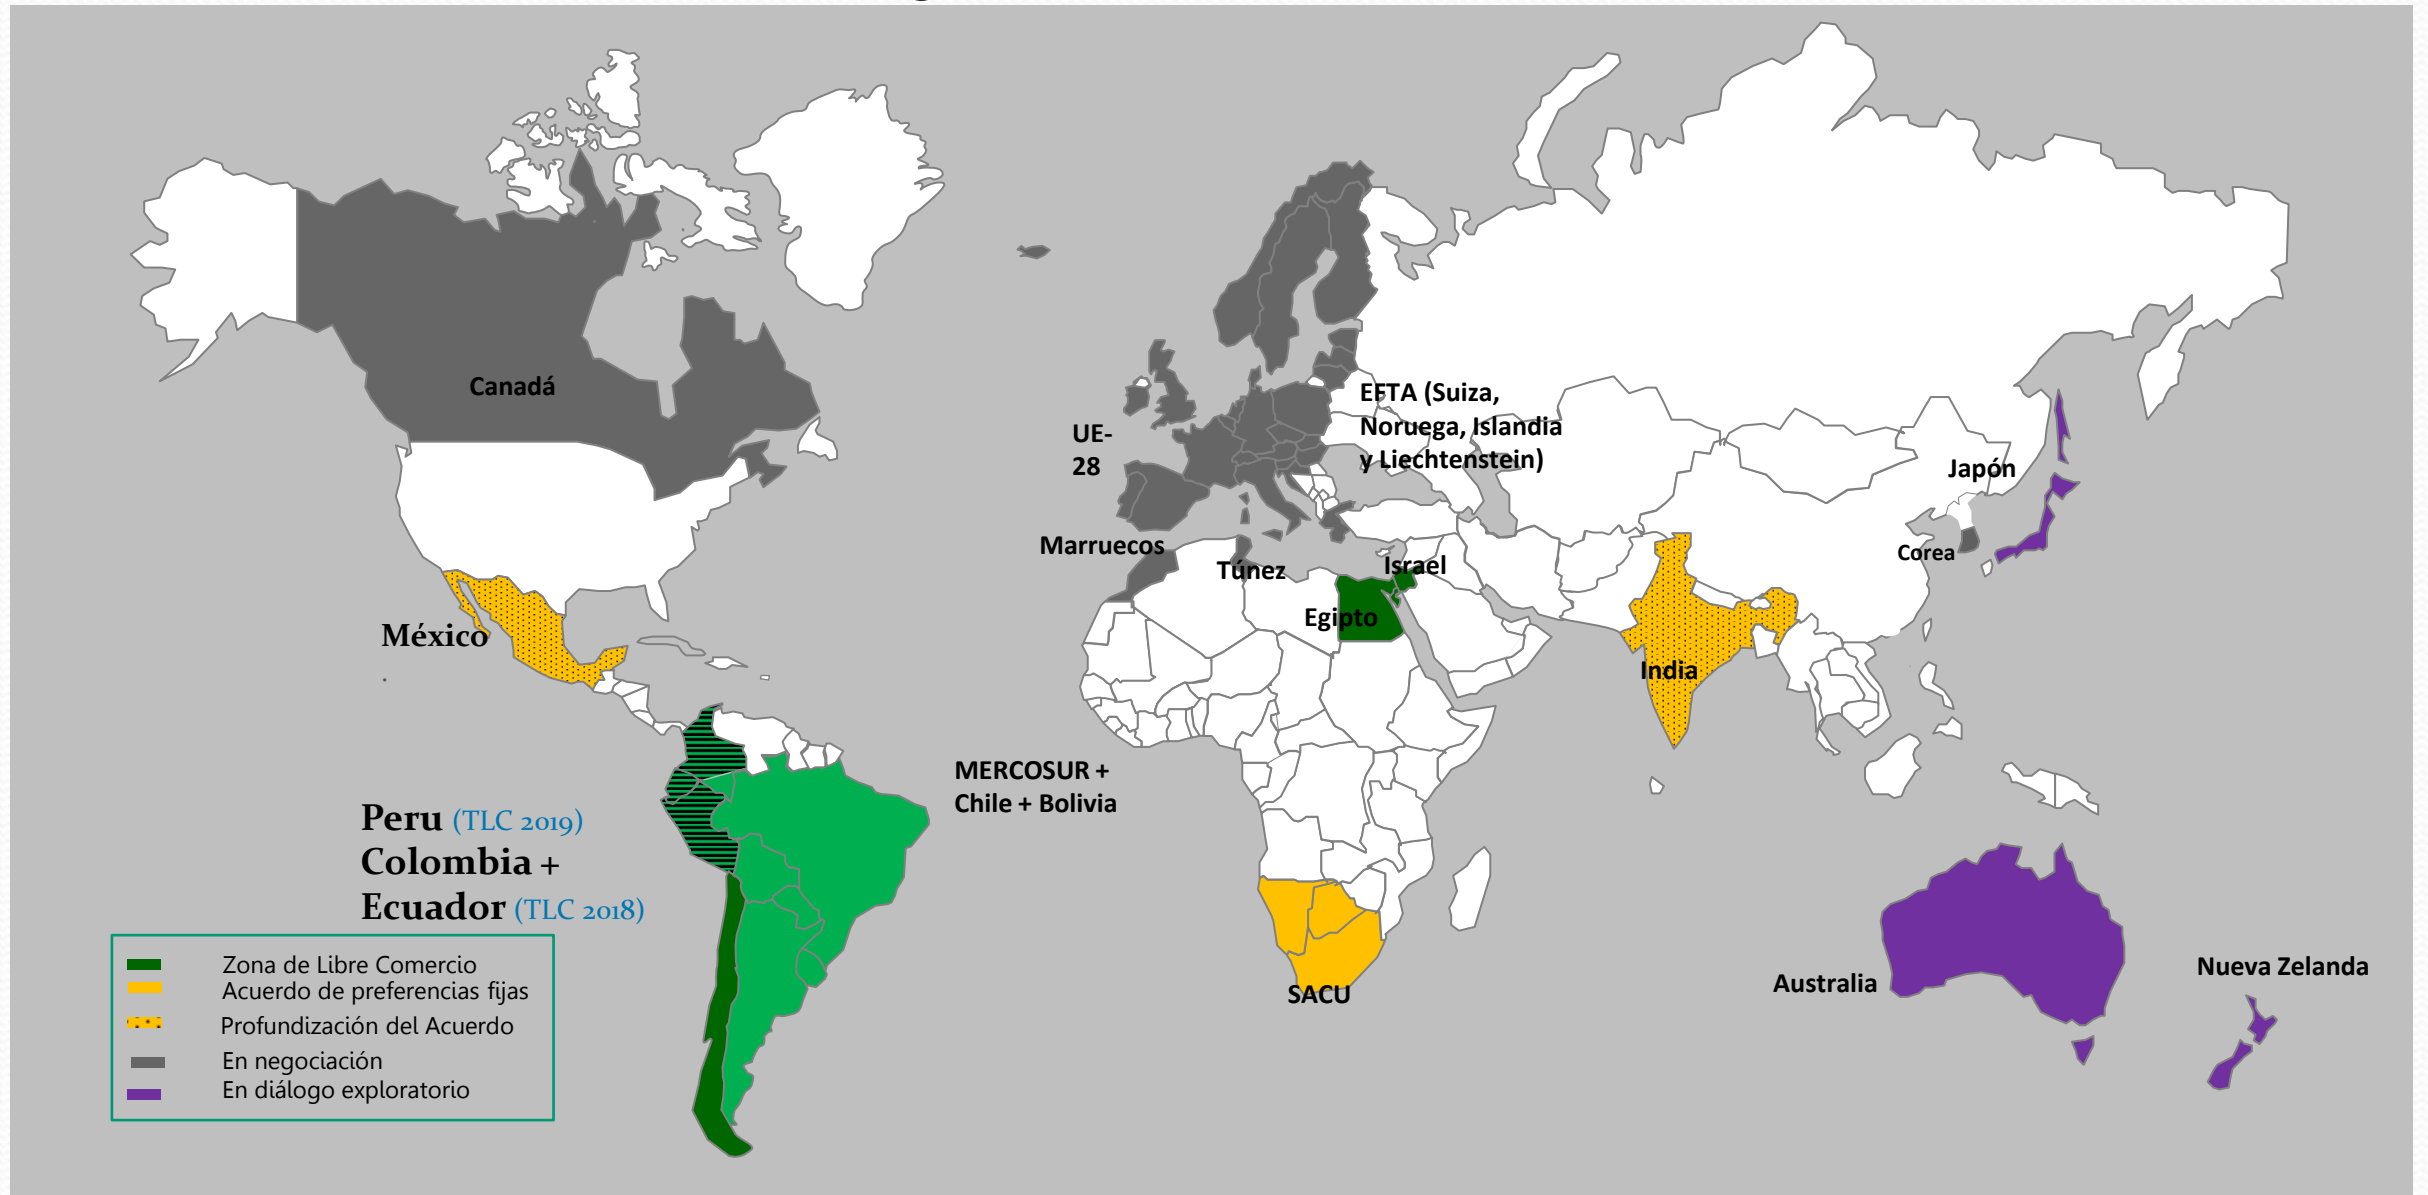 Canadá
EFTA (Suiza,
Noruega, Islandia
y Liechtenstein)
UE-
28
Japón
Corea
Marruecos
Túnez
Israel
Egipto
México
India
MERCOSUR +
Chile + Bolivia
Peru (TLC 2019)
Colombia +
Ecuador (TLC 2018)
SACU
Australia
Nueva Zelanda
Zona de Libre Comercio
Acuerdo de preferencias fijas
Profundización del Acuerdo
En negociación
En diálogo exploratorio